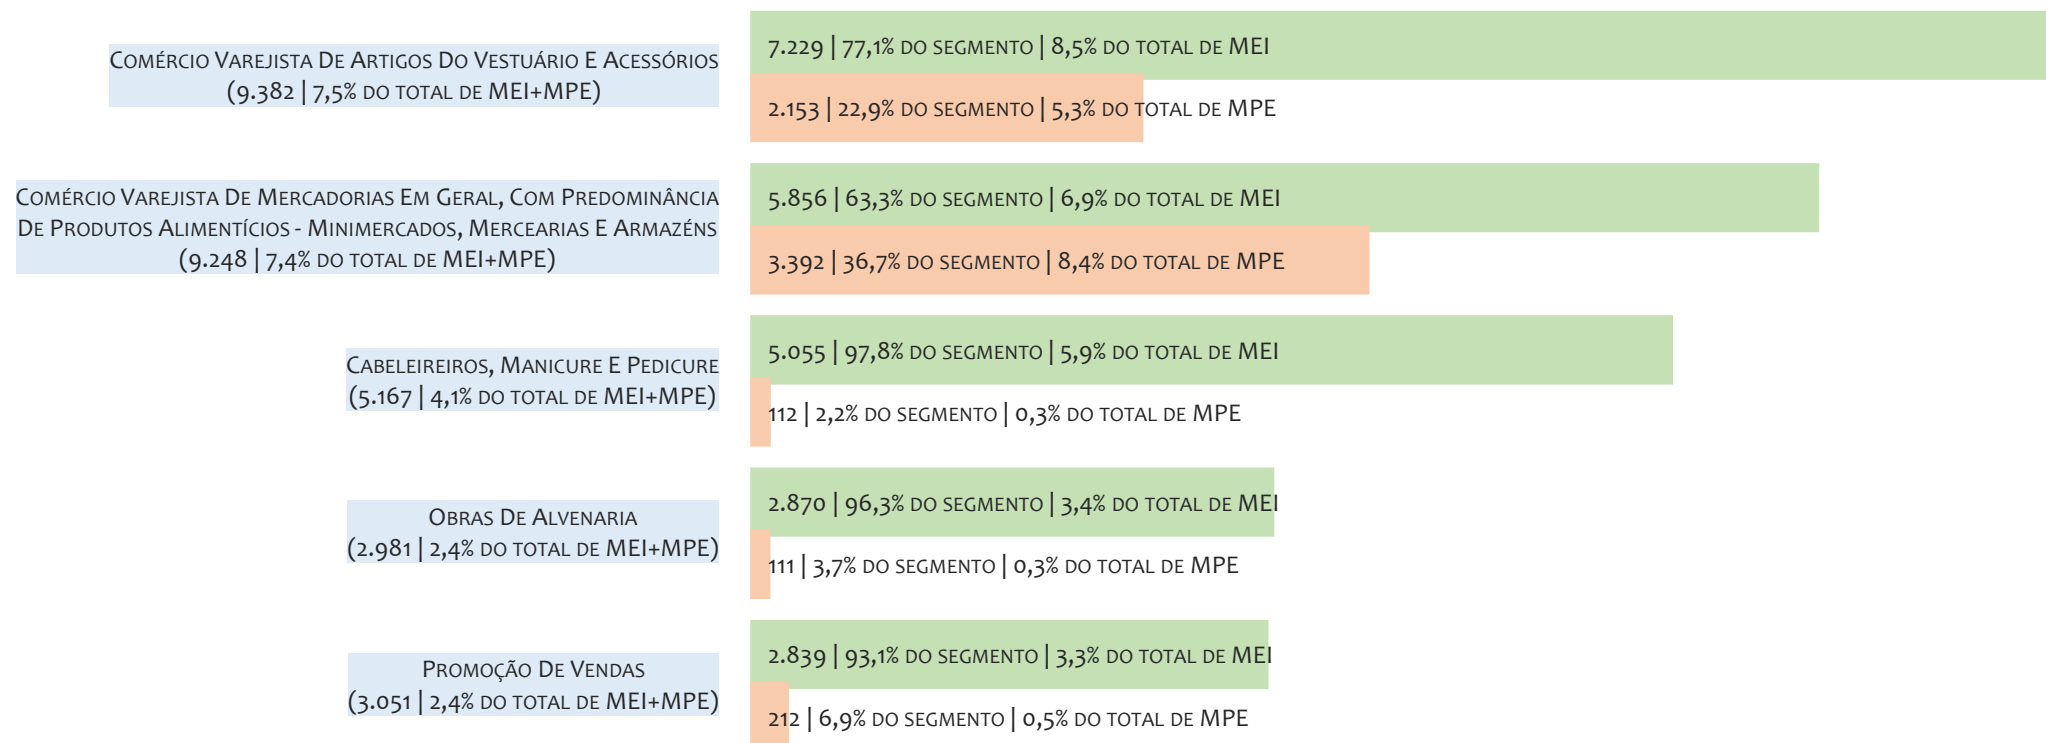 Comércio Varejista De Artigos Do Vestuário E Acessórios
(9.382 | 7,5% do total de MEI+MPE)
7.229 | 77,1% do segmento | 8,5% do total de MEI
2.153 | 22,9% do segmento | 5,3% do total de MPE
Comércio Varejista De Mercadorias Em Geral, Com Predominância
De Produtos Alimentícios - Minimercados, Mercearias E Armazéns
(9.248 | 7,4% do total de MEI+MPE)
5.856 | 63,3% do segmento | 6,9% do total de MEI
3.392 | 36,7% do segmento | 8,4% do total de MPE
Cabeleireiros, Manicure E Pedicure
(5.167 | 4,1% do total de MEI+MPE)
5.055 | 97,8% do segmento | 5,9% do total de MEI
112 | 2,2% do segmento | 0,3% do total de MPE
Obras De Alvenaria
(2.981 | 2,4% do total de MEI+MPE)
2.870 | 96,3% do segmento | 3,4% do total de MEI
111 | 3,7% do segmento | 0,3% do total de MPE
Promoção De Vendas
(3.051 | 2,4% do total de MEI+MPE)
2.839 | 93,1% do segmento | 3,3% do total de MEI
212 | 6,9% do segmento | 0,5% do total de MPE